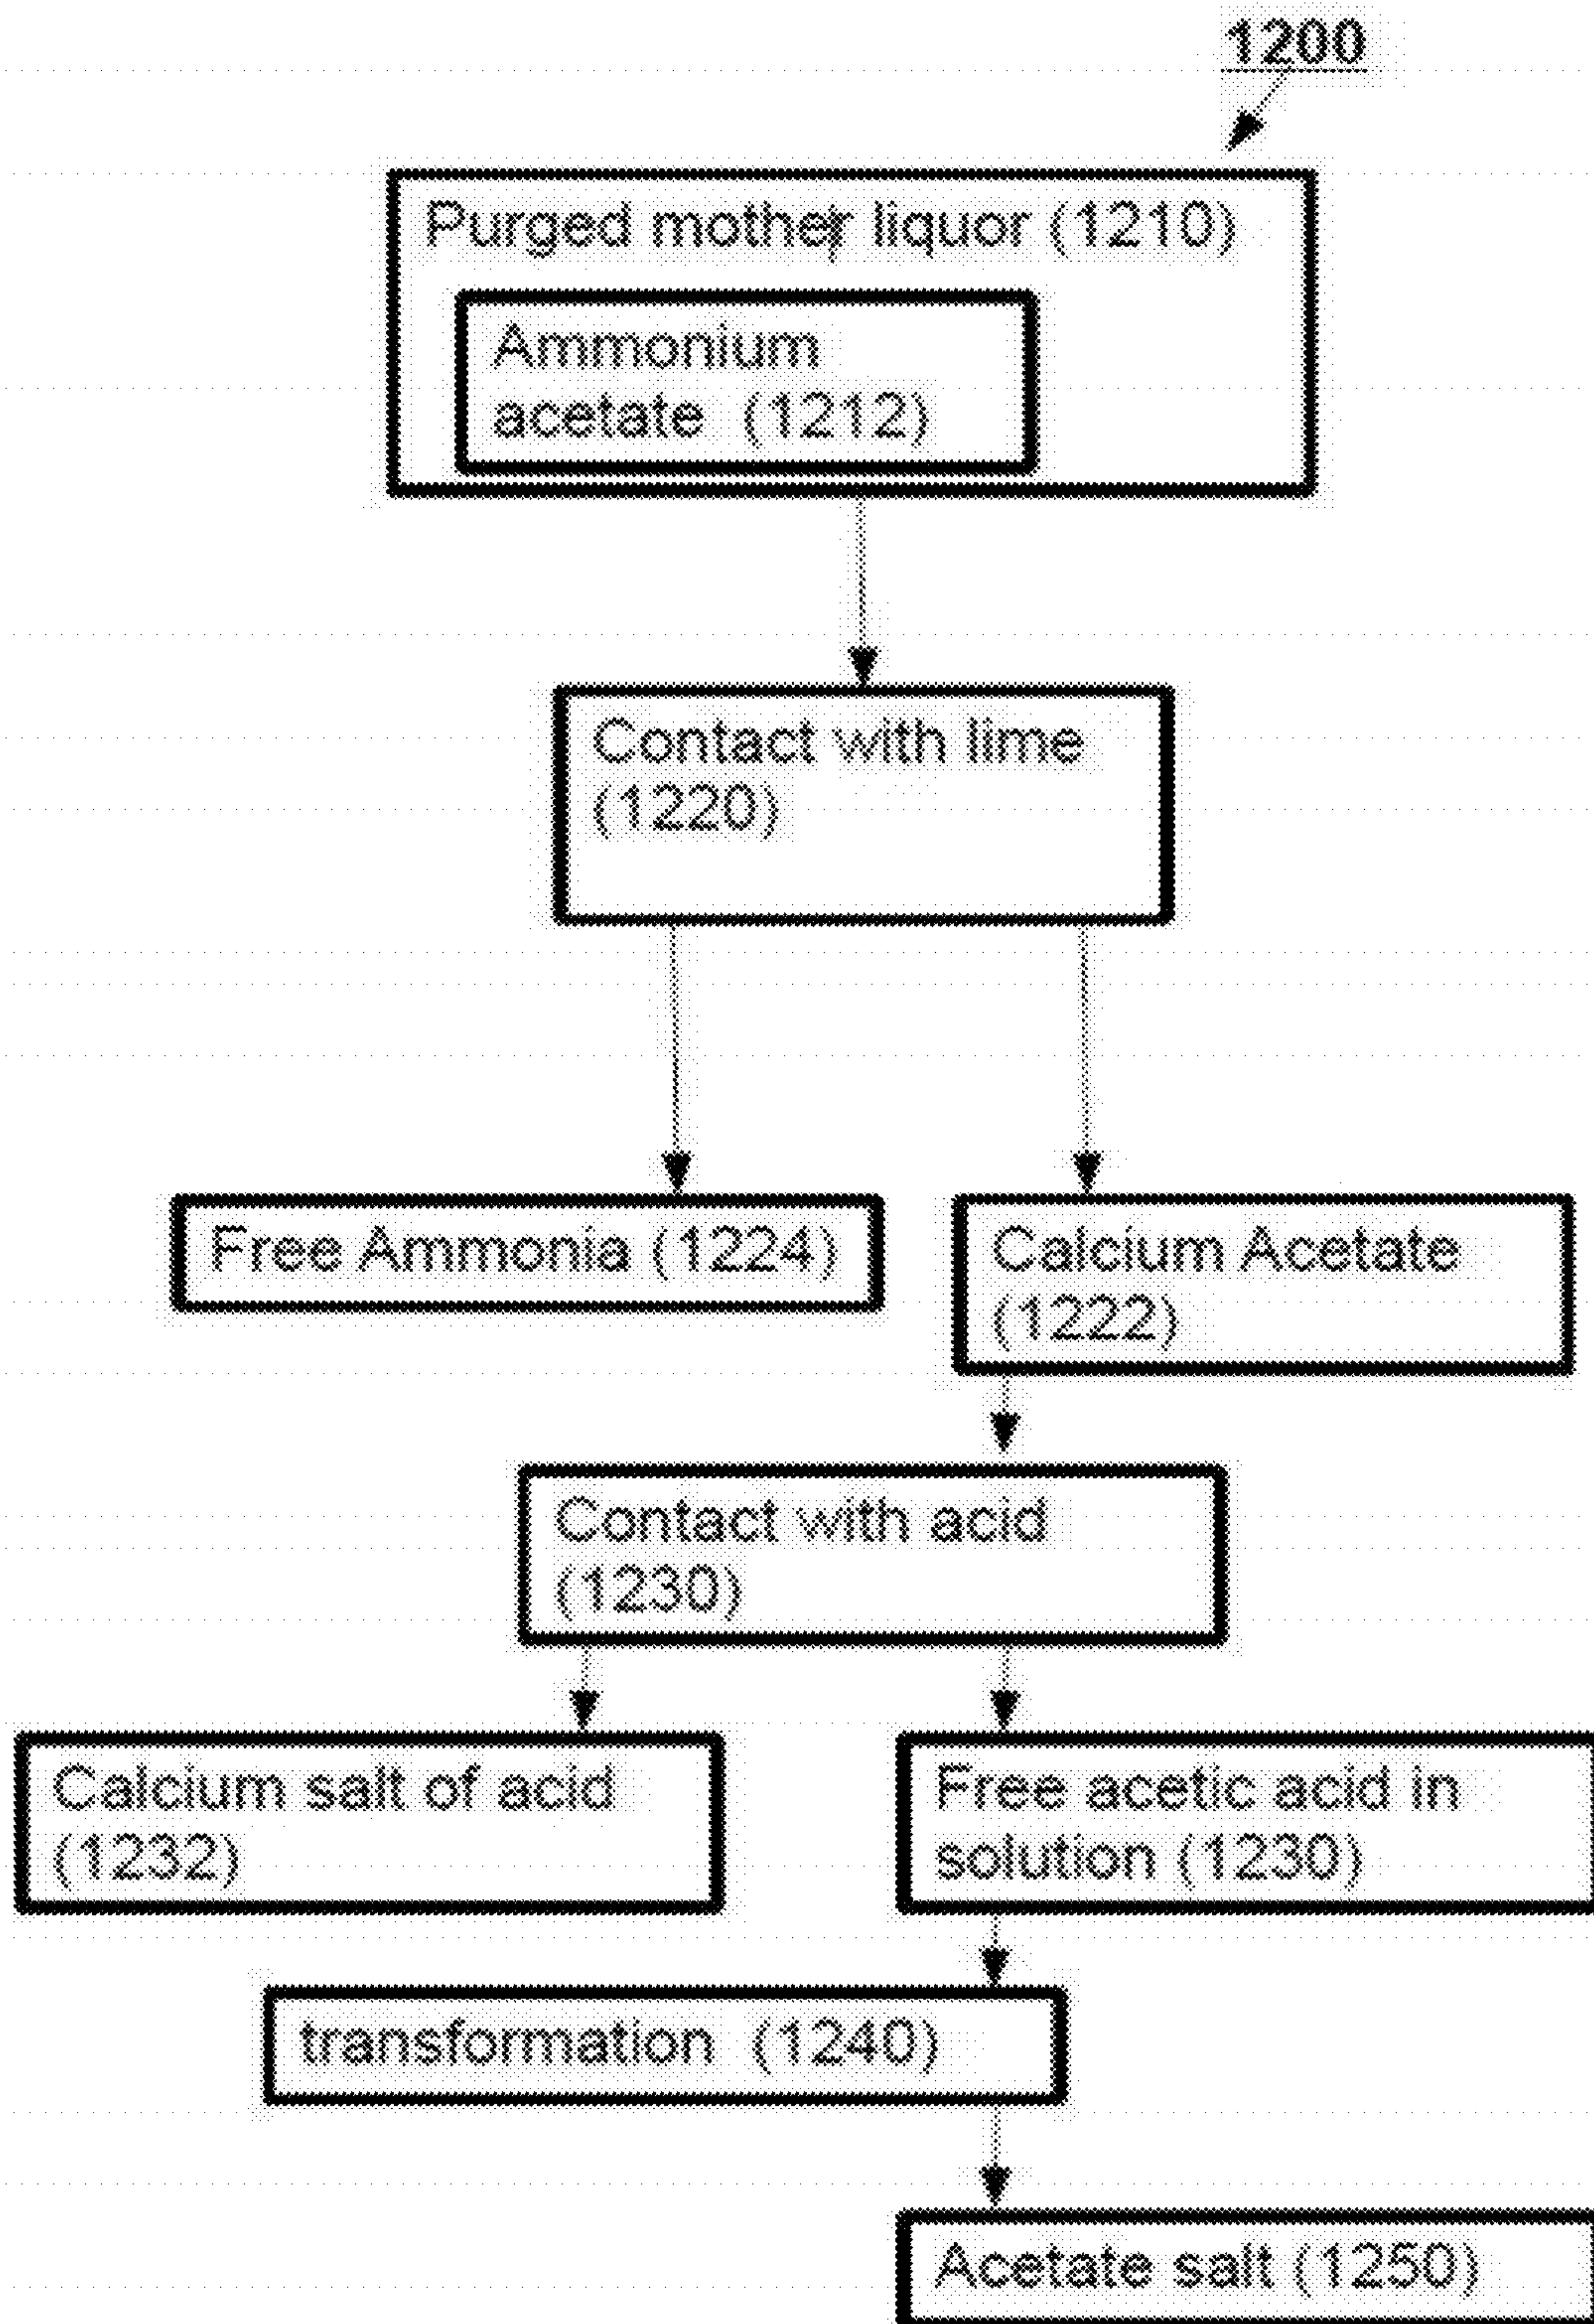 1200
Purged mother liquor (1210)
Ammonium
acetate (1212)
Contact with lime
(1220)
Free Ammonia (1224)
Calcium Acetate
(1222)
Contact with acid
(1230)
Calcium salt of acid
(1232)
Free acetic acid in
solution (1230)
transformation (1240)
Acetate salt (1250)